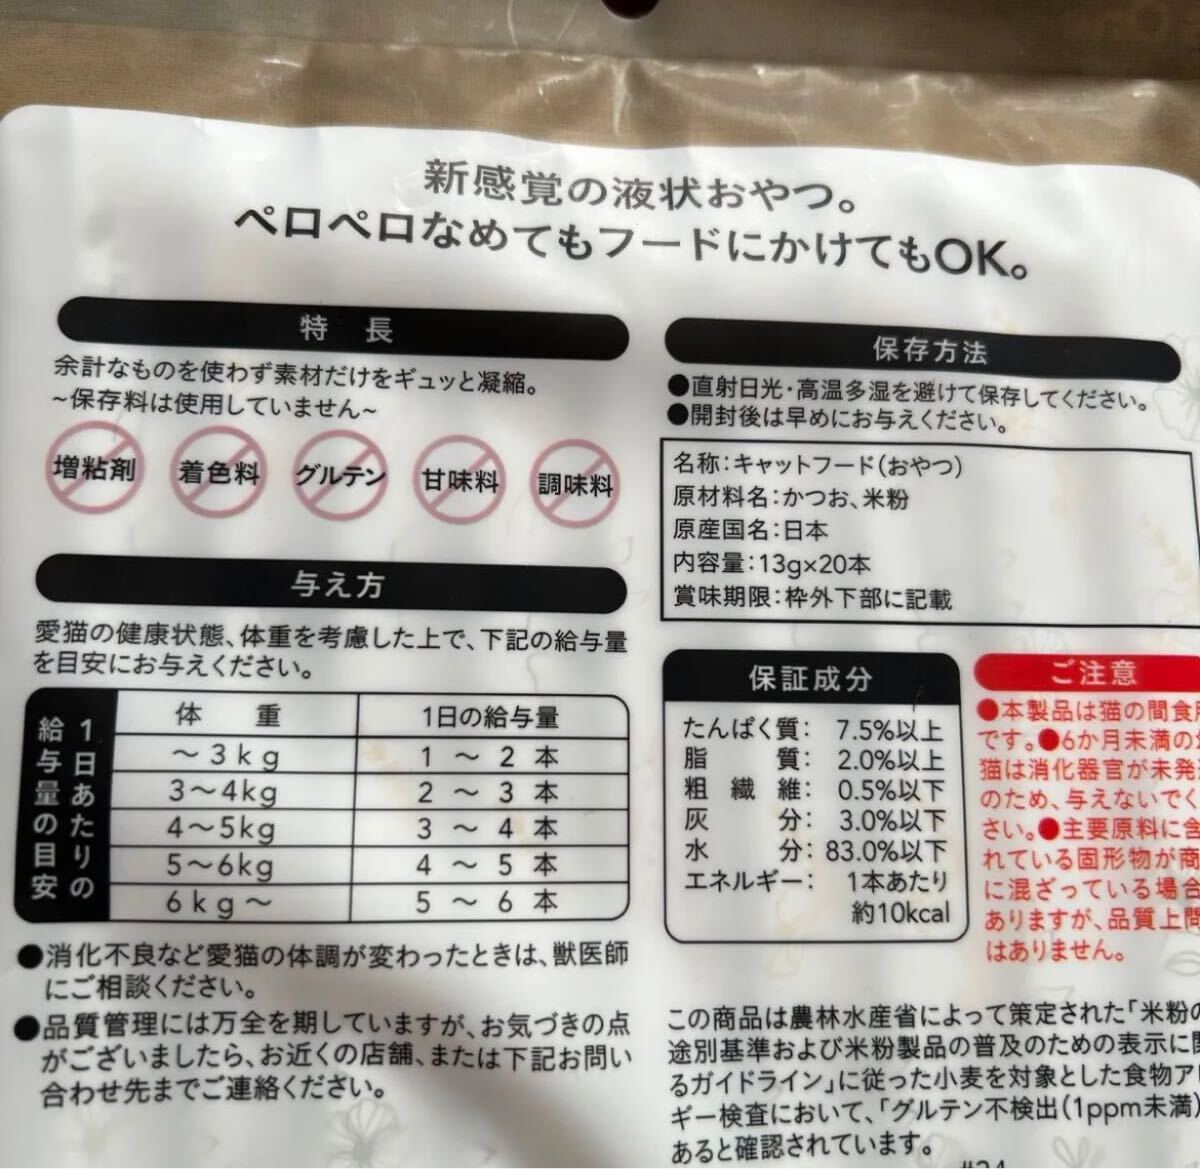 新感覚の液状おやつ。
ペロペロなめてもフードにかけてもOK。
特長
余計なものを使わず素材だけをギュッと凝縮。
~保存料は使用していません~
増粘剤 着色料 グルテン 甘味料 調味料
与え方
愛猫の健康状態、体重を考慮した上で、下記の給与量
を目安にお与えください。
1日あたりの
給与量の目安
体重 1日の給与量
～3kg 1～2本
3～4kg 2～3本
4～5kg 3～4本
5～6kg 4～5本
6kg～ 5～6本
●消化不良など愛猫の体調が変わったときは、獣医師
にご相談ください。
●品質管理には万全を期していますが、お気づきの点
がございましたら、お近くの店舗、または下記お問い
合わせ先までご連絡ください。
保存方法
●直射日光・高温多湿を避けて保存してください。
●開封後は早めにお与えください。
名称：キャットフード(おやつ)
原材料名：かつお、米粉
原産国名：日本
内容量：13g×20本
賞味期限：枠外下部に記載
保証成分
たんぱく質： 7.5%以上
脂質： 2.0%以上
粗繊維： 0.5%以下
灰分： 3.0%以下
水分： 83.0%以下
エネルギー： 1本あたり
約10kcal
ご注意
●本製品は猫の間食
です。●6か月未満の
猫は消化器官が未発
のため、与えないでく
さい。●主要原料に含
れている固形物が商
に混ざっている場合
ありますが、品質上問
はありません。
この商品は農林水産省によって策定された「米粉の
途別基準および米粉製品の普及のための表示に
るガイドライン」に従った小麦を対象とした食物ア
ギー検査において、「グルテン不検出(1ppm未満)
あると確認されています。